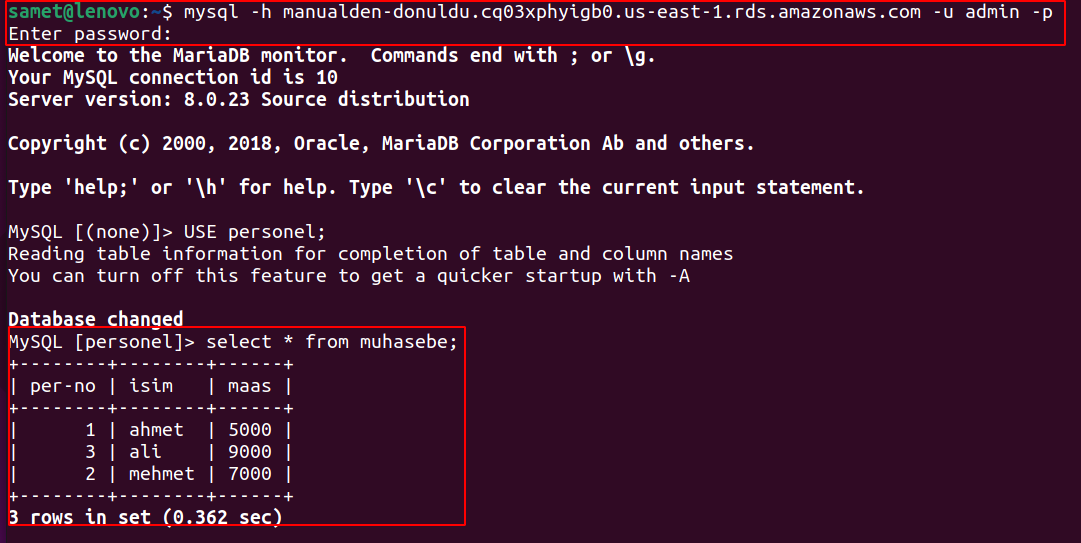 samet@lenovo:~$ mysql -h manualden-donuldu.cq03xphyigb0.us-east-1.rds.amazonaws.com -u admin -p
Enter password:
Welcome to the MariaDB monitor.  Commands end with ; or \g.
Your MySQL connection id is 10
Server version: 8.0.23 Source distribution

Copyright (c) 2000, 2018, Oracle, MariaDB Corporation Ab and others.

Type 'help;' or '\h' for help. Type '\c' to clear the current input statement.

MySQL [(none)]> USE personel;
Reading table information for completion of table and column names
You can turn off this feature to get a quicker startup with -A

Database changed
MySQL [personel]> select * from muhasebe;
+--------+--------+------+
| per-no | isim   | maas |
+--------+--------+------+
|      1 | ahmet  | 5000 |
|      3 | ali    | 9000 |
|      2 | mehmet | 7000 |
+--------+--------+------+
3 rows in set (0.362 sec)